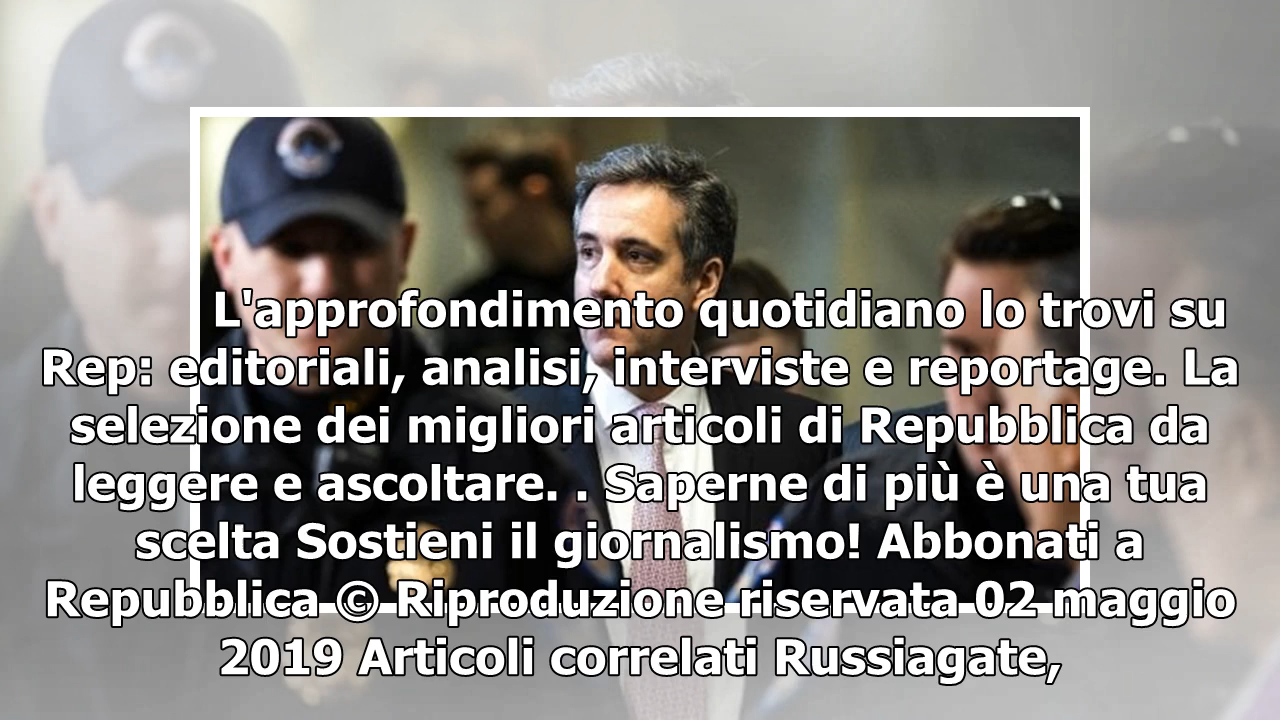 L'approfondimento quotidiano lo trovi su
Rep: editoriali, analisi, interviste e reportage. La
selezione dei migliori articoli di Repubblica da
leggere e ascoltare. . Saperne di più è una tua
scelta Sostieni il giornalismo! Abbonati a
Repubblica © Riproduzione riservata 02 maggio
2019 Articoli correlati Russiagate,